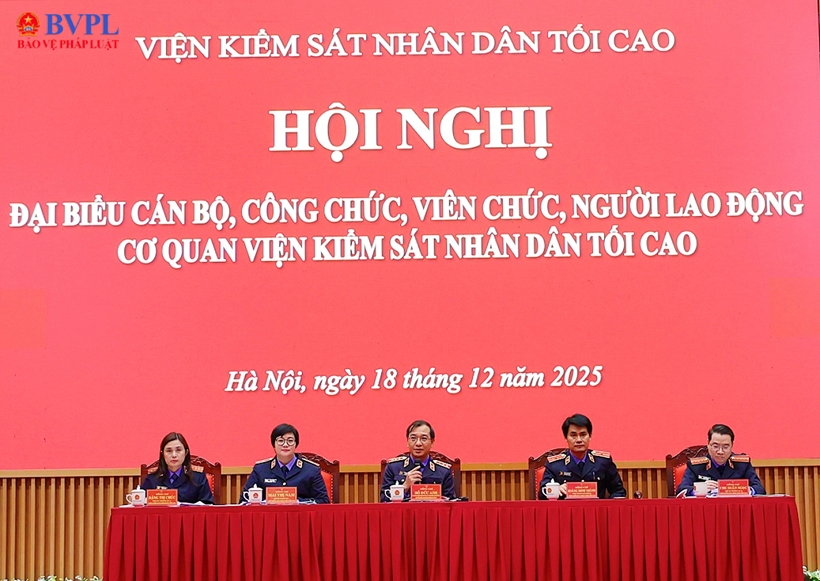 BVPL
BẢO VỆ PHÁP LUẬT
VIỆN KIỂM SÁT NHÂN DÂN TỐI CAO
HỘI NGHỊ
ĐẠI BIỂU CÁN BỘ, CÔNG CHỨC, VIÊN CHỨC, NGƯỜI LAO ĐỘNG
CƠ QUAN VIỆN KIỂM SÁT NHÂN DÂN TỐI CAO
Hà Nội, ngày 18 tháng 12 năm 2025